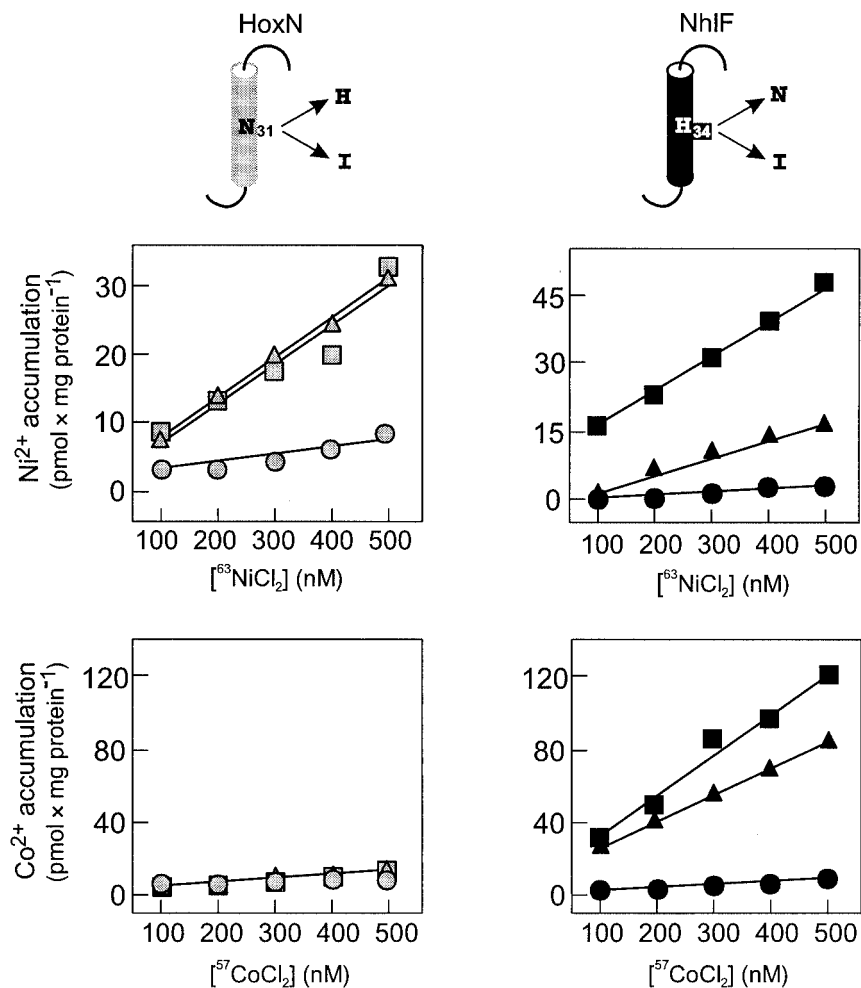 HoxN
NhlF
N31
H
I
H34
N
I
Ni2+ accumulation
(pmol × mg protein−1)
30
20
10
0
100 200 300 400 500
[63NiCl2] (nM)
45
30
15
0
100 200 300 400 500
[63NiCl2] (nM)
Co2+ accumulation
(pmol × mg protein−1)
120
80
40
0
100 200 300 400 500
[57CoCl2] (nM)
120
80
40
0
100 200 300 400 500
[57CoCl2] (nM)